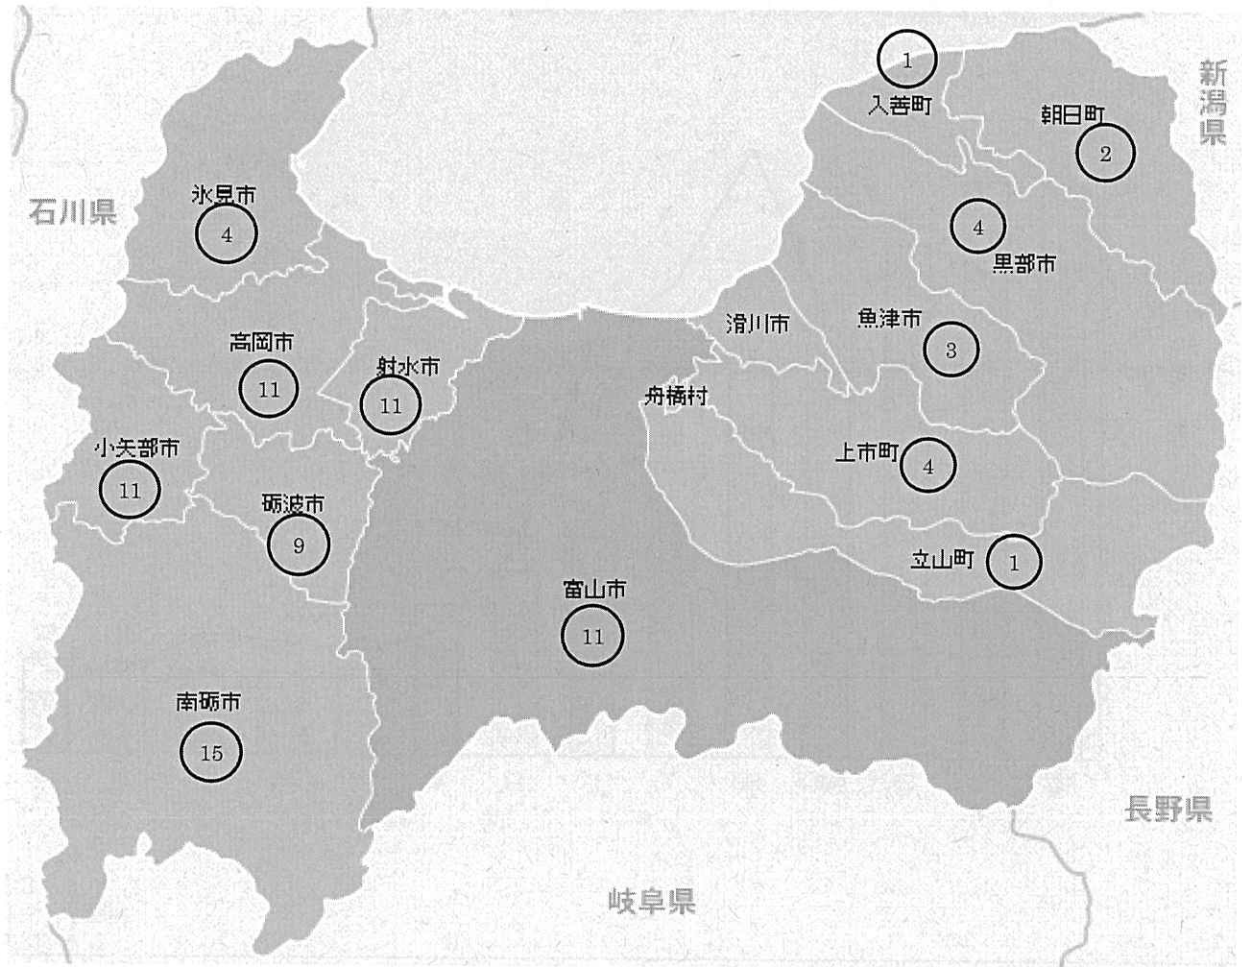 1
入善町
新潟県
朝日町
2
氷見市
4
石川県
4
黒部市
滑川市
魚津市
3
高岡市
11
射水市
11
舟橋村
小矢部市
11
上市町
4
砺波市
9
立山町
1
富山市
11
南砺市
15
長野県
岐阜県